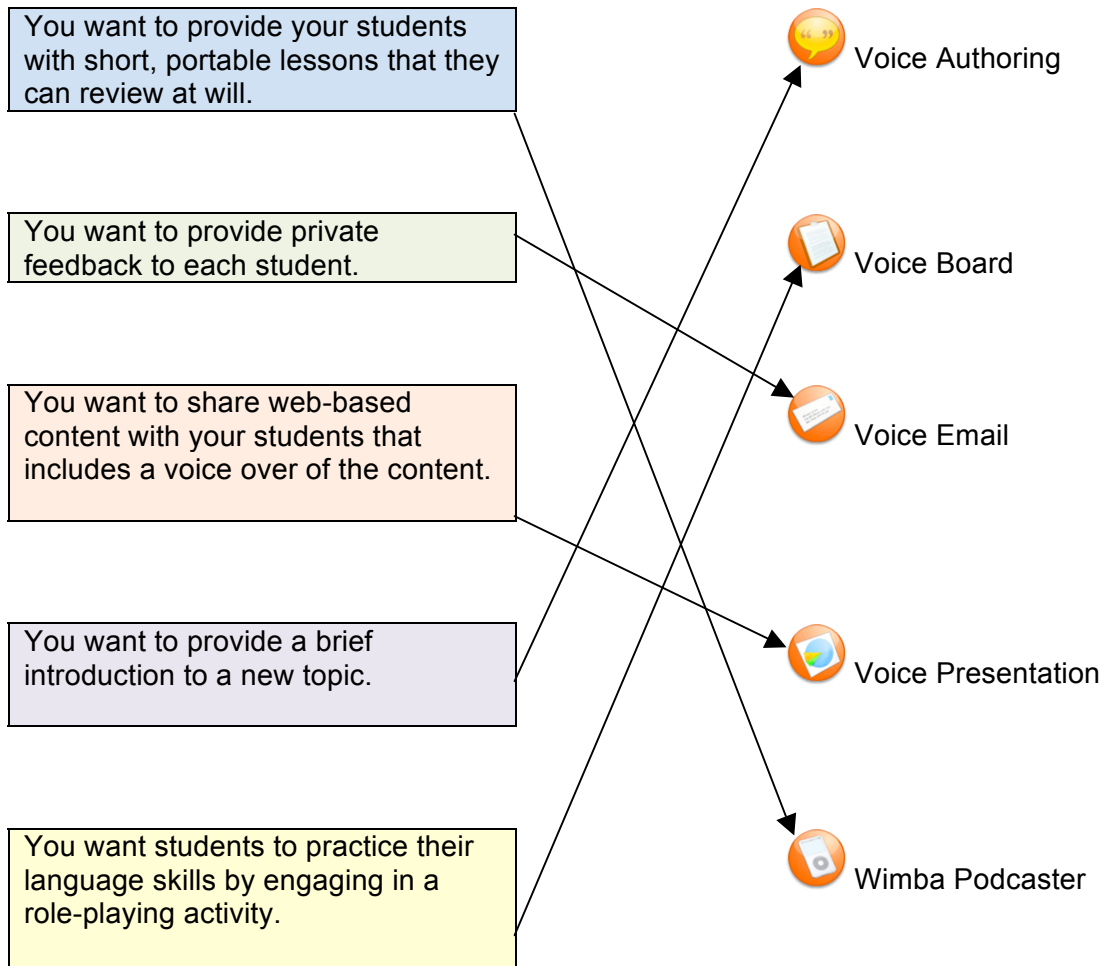 You want to provide your students
with short, portable lessons that they
can review at will.
Voice Authoring
You want to provide private
feedback to each student.
Voice Board
You want to share web-based
content with your students that
includes a voice over of the content.
Voice Email
You want to provide a brief
introduction to a new topic.
Voice Presentation
You want students to practice their
language skills by engaging in a
role-playing activity.
Wimba Podcaster